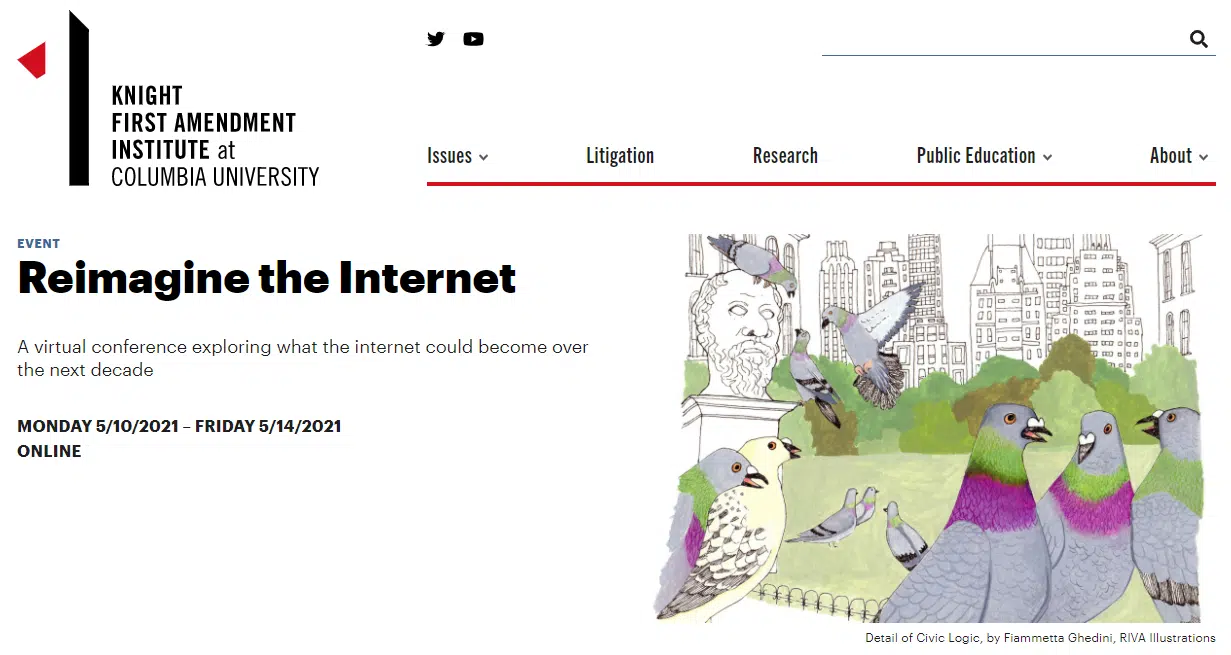 KNIGHT
FIRST AMENDMENT
INSTITUTE at
COLUMBIA UNIVERSITY
Issues
Litigation
Research
Public Education
About
EVENT
Reimagine the Internet
A virtual conference exploring what the internet could become over
the next decade
MONDAY 5/10/2021 – FRIDAY 5/14/2021
ONLINE
Detail of Civic Logic, by Fiammetta Ghedini, RIVA Illustrations